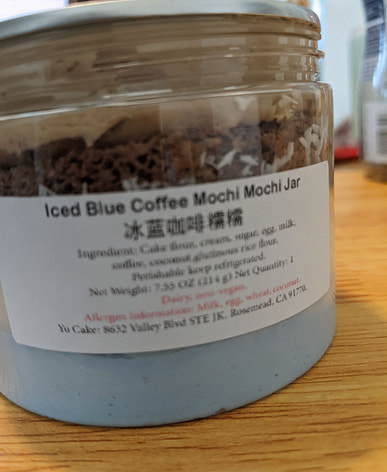 Iced Blue Coffee Mochi Mochi Jar
冰蓝咖啡糯糯
Ingredient: Cake flour, cream, sugar, egg, milk,
coffee, coconut,glutinous rice flour.
Perishable keep refrigerated.
Net Weight: 7.55 OZ (214 g) Net Quantity: 1
Dairy, non-vegan.
Allergen information: Milk, egg, wheat, coconut.
Yu Cake: 8632 Valley Blvd STE 1K, Rosemead, CA 91770.